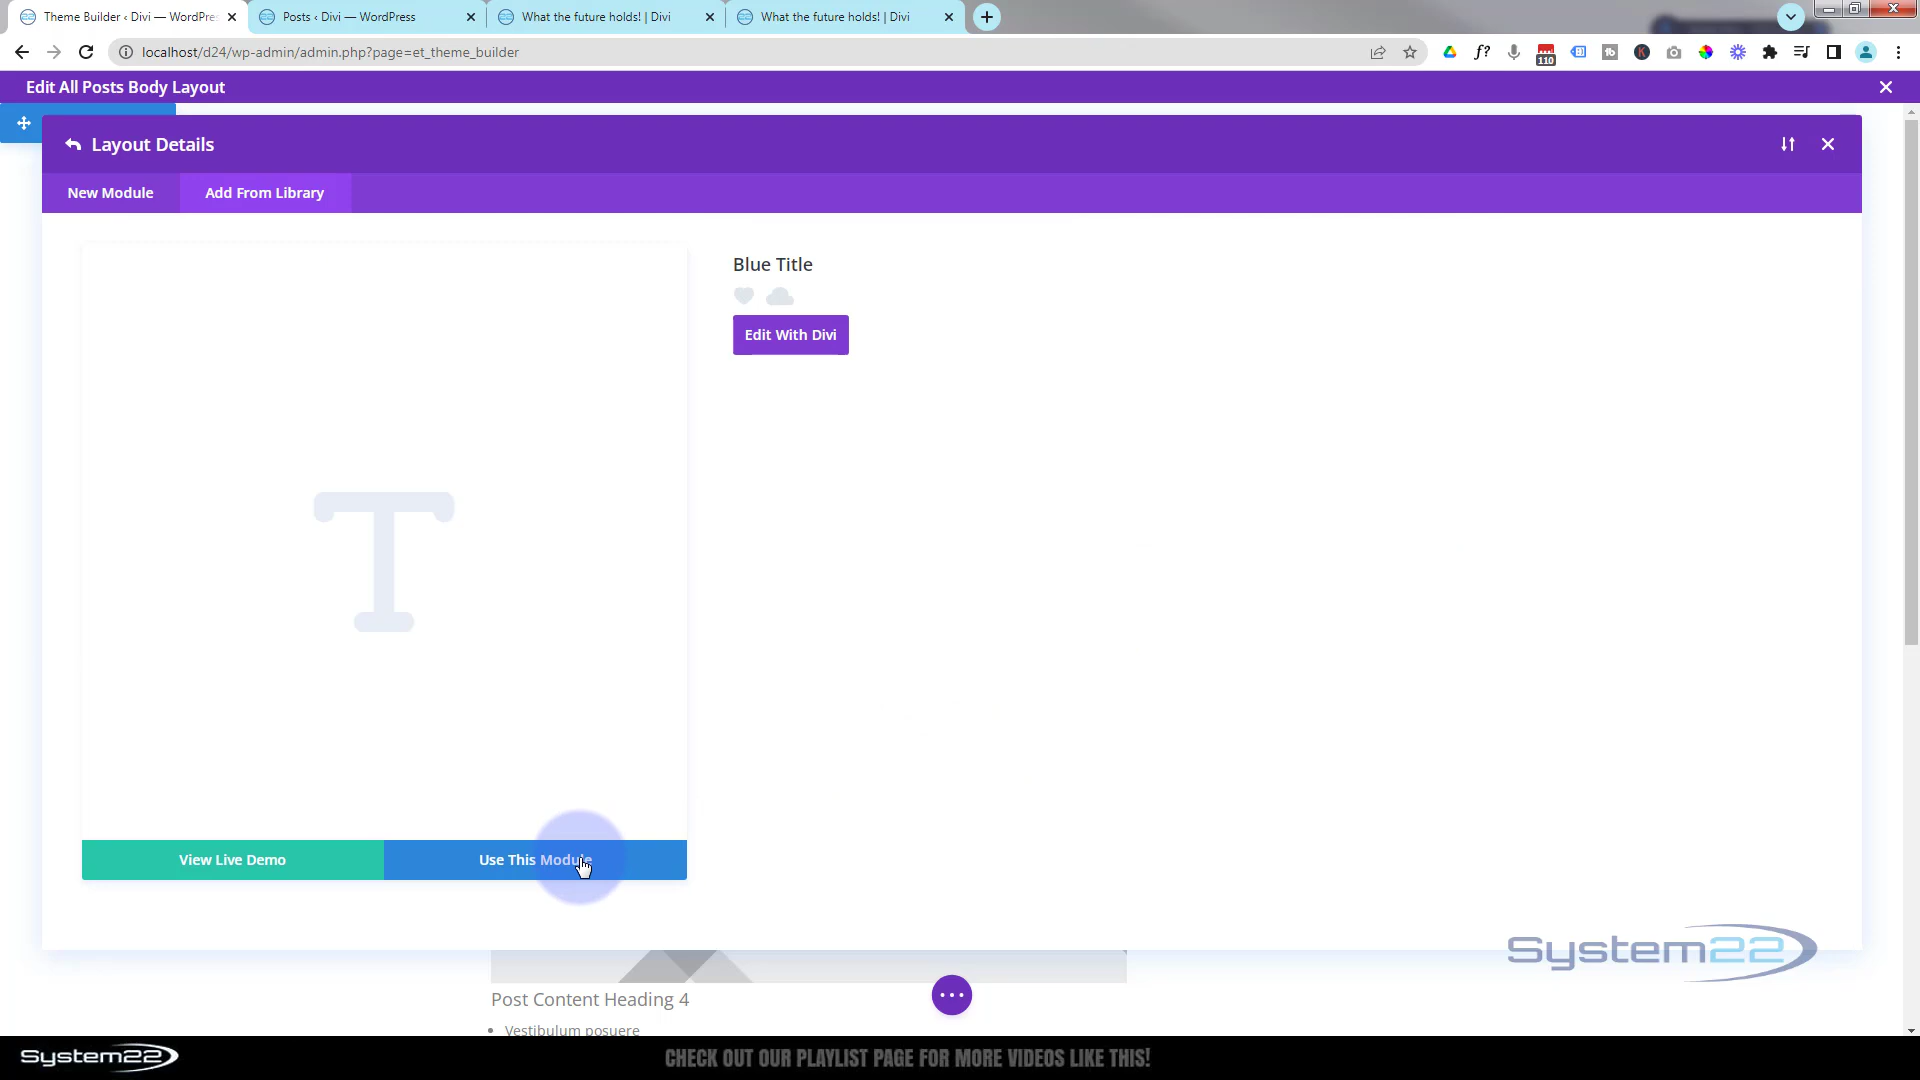 Theme Builder ‹ Divi — WordPres
Posts ‹ Divi — WordPress
What the future holds! | Divi
What the future holds! | Divi
localhost/d24/wp-admin/admin.php?page=et_theme_builder
f?
110
Edit All Posts Body Layout
Layout Details
New Module
Add From Library
Blue Title
Edit With Divi
T
View Live Demo
Use This Module
System22
Post Content Heading 4
Vestibulum posuere
System22
CHECK OUT OUR PLAYLIST PAGE FOR MORE VIDEOS LIKE THIS!